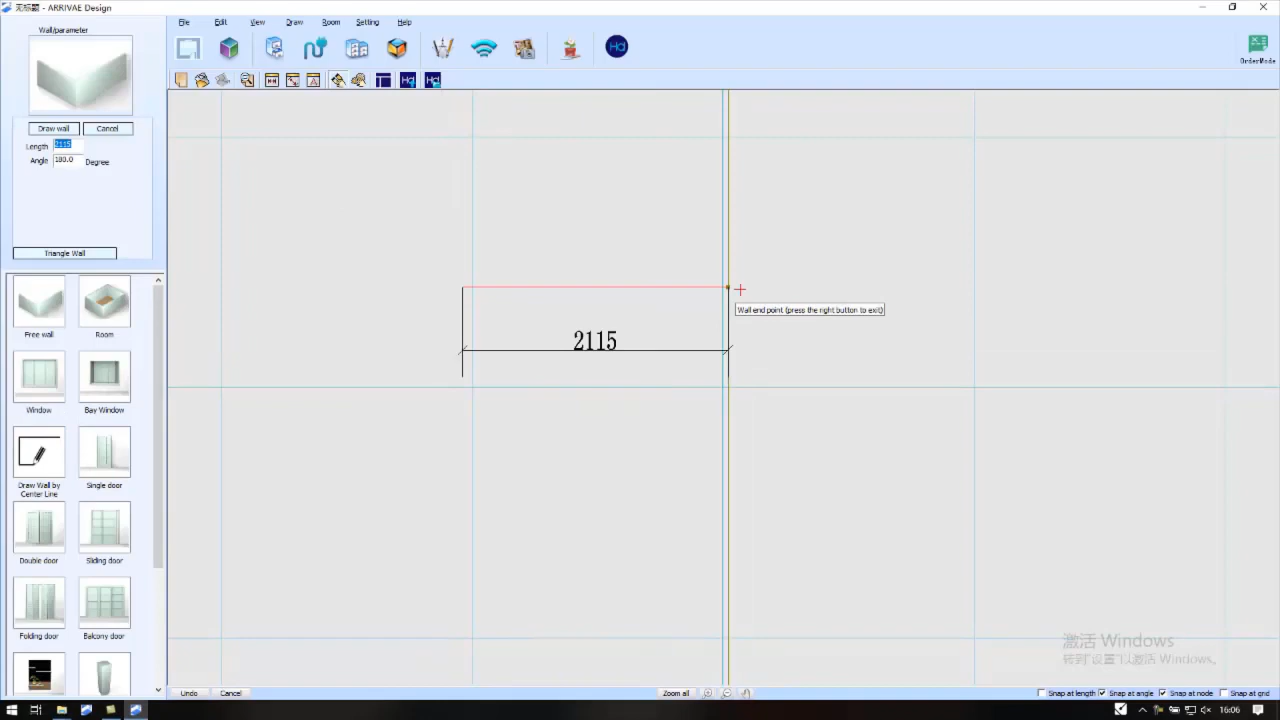 无标题 - ARRIVAE Design
Wall/parameter
File Edit View Draw Room Setting Help
OrderMode
Draw wall Cancel
Length 2115
Angle 180.0 Degree
Triangle Wall
Free wall Room
Window Bay Window
Draw Wall by Center Line Single door
Double door Sliding door
Folding door Balcony door
2115
Wall end point (press the right button to exit)
激活 Windows
转到"设置"以激活 Windows。
Undo Cancel Zoom all Snap at length Snap at angle Snap at node Snap at grid
16:06